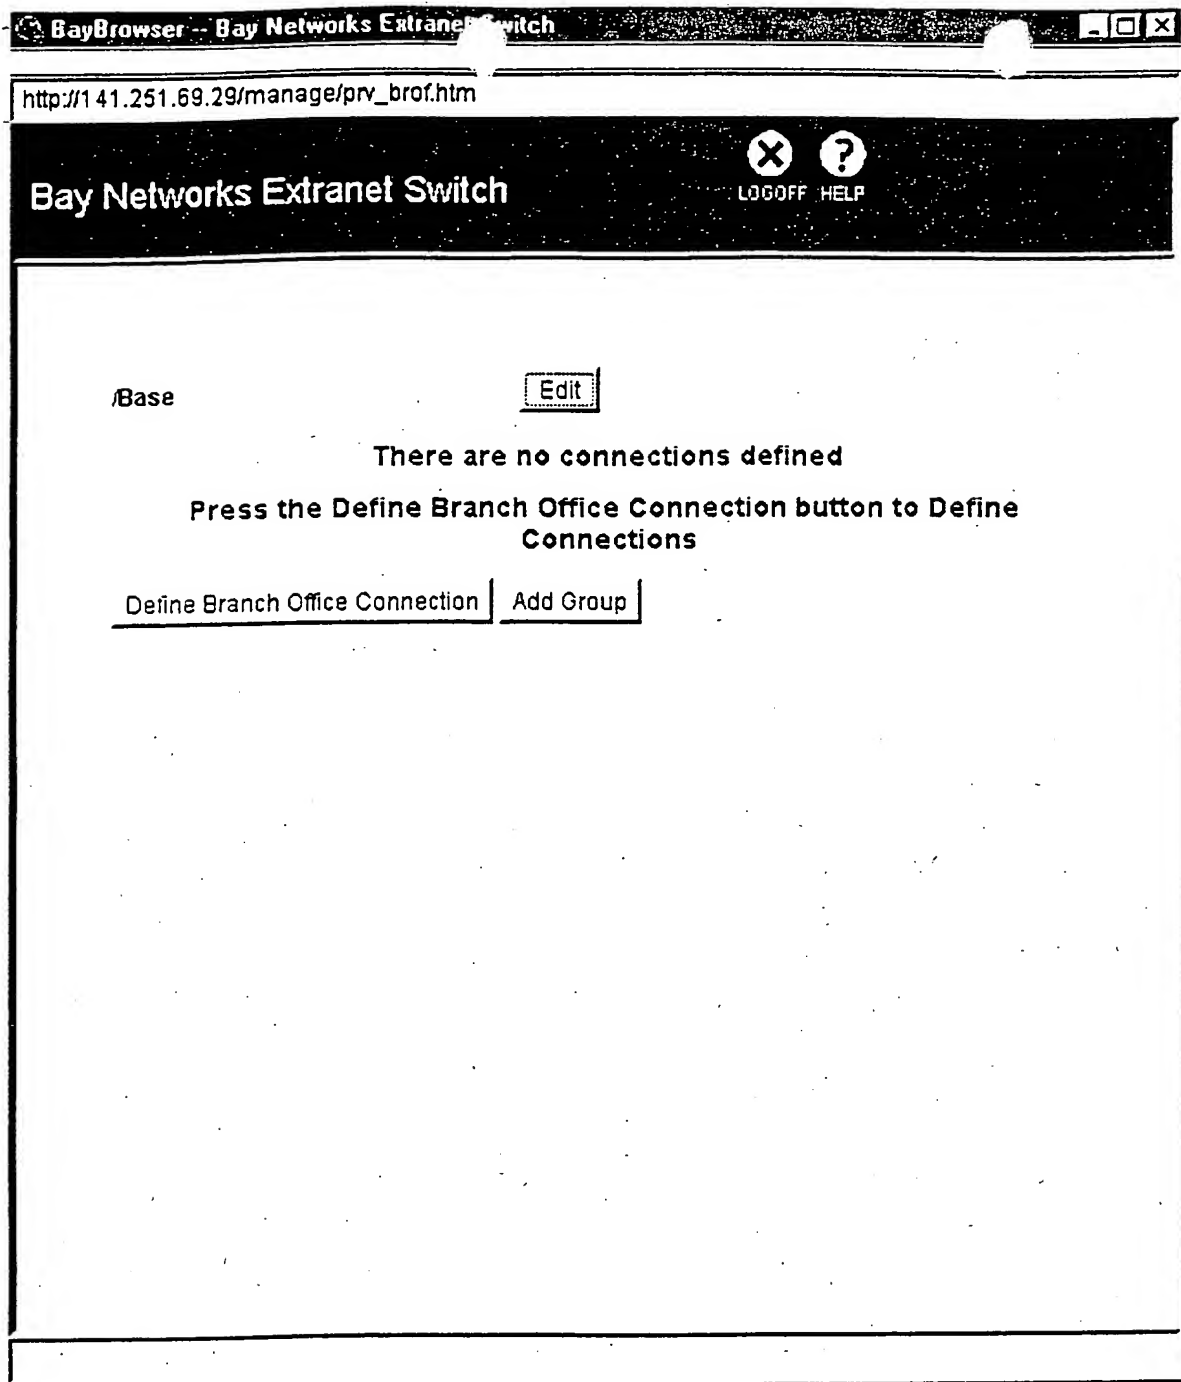 BayBrowser -- Bay Networks Extranet Switch
http://141.251.69.29/manage/prv_brof.htm
Bay Networks Extranet Switch
LOGOFF HELP
/Base
Edit
There are no connections defined
Press the Define Branch Office Connection button to Define
Connections
Define Branch Office Connection
Add Group